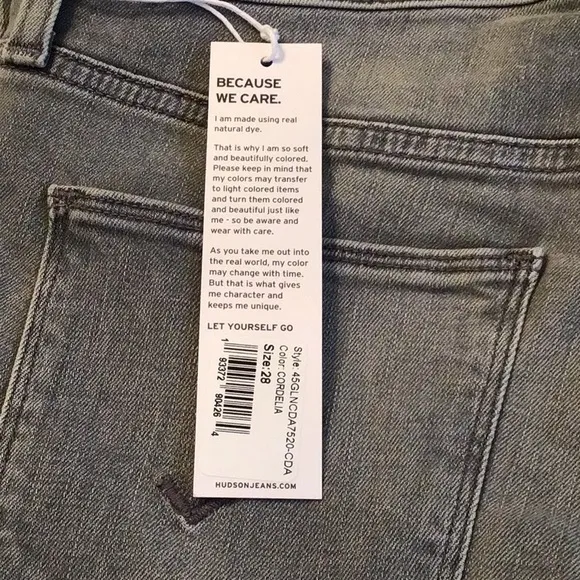 BECAUSE
WE CARE.
I am made using real
natural dye.
That is why I am so soft
and beautifully colored.
Please keep in mind that
my colors may transfer
to light colored items
and turn them colored
and beautiful just like
me - so be aware and
wear with care.
As you take me out into
the real world, my color
may change with time.
But that is what gives
me character and
keeps me unique.
LET YOURSELF GO
Style: 45GLNCDA7520-CDA
Color: CORDELIA
Size: 28
1 93372 90426 4
HUDSONJEANS.COM